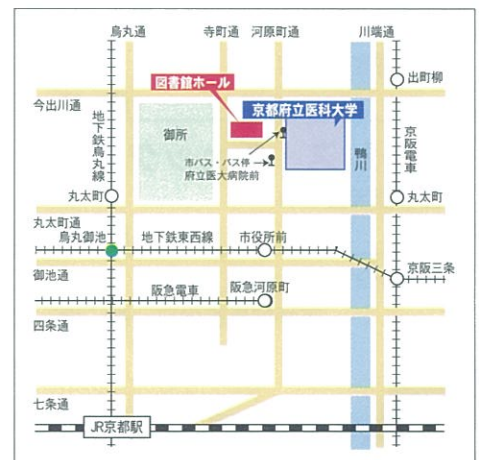 烏丸通
寺町通
河原町通
川端通
出町柳
図書館ホール
京都府立医科大学
今出川通
地下鉄烏丸線
御所
市バス・バス停
府立医大病院前
鴨川
京阪電車
丸太町
丸太町
丸太町通
烏丸御池
地下鉄東西線
市役所前
御池通
京阪三条
阪急電車
阪急河原町
四条通
七条通
JR京都駅